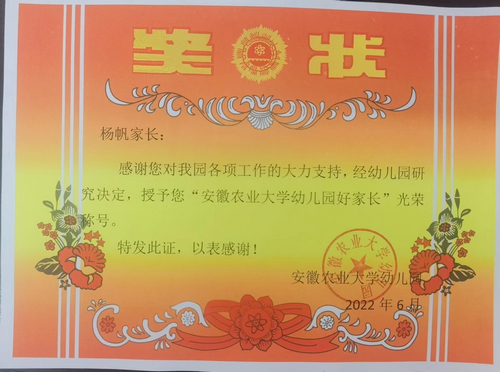 奖状
杨帆家长：
感谢您对我园各项工作的大力支持，经幼儿园研
究决定，授予您“安徽农业大学幼儿园好家长”光荣
称号。
特发此证，以表感谢！
安徽农业大学幼儿园
2022年6月